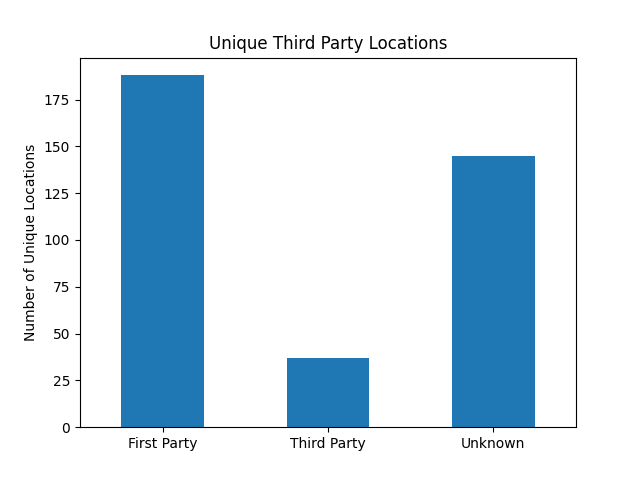 Unique Third Party Locations
Number of Unique Locations
175
150
125
100
75
50
25
0
First Party
Third Party
Unknown